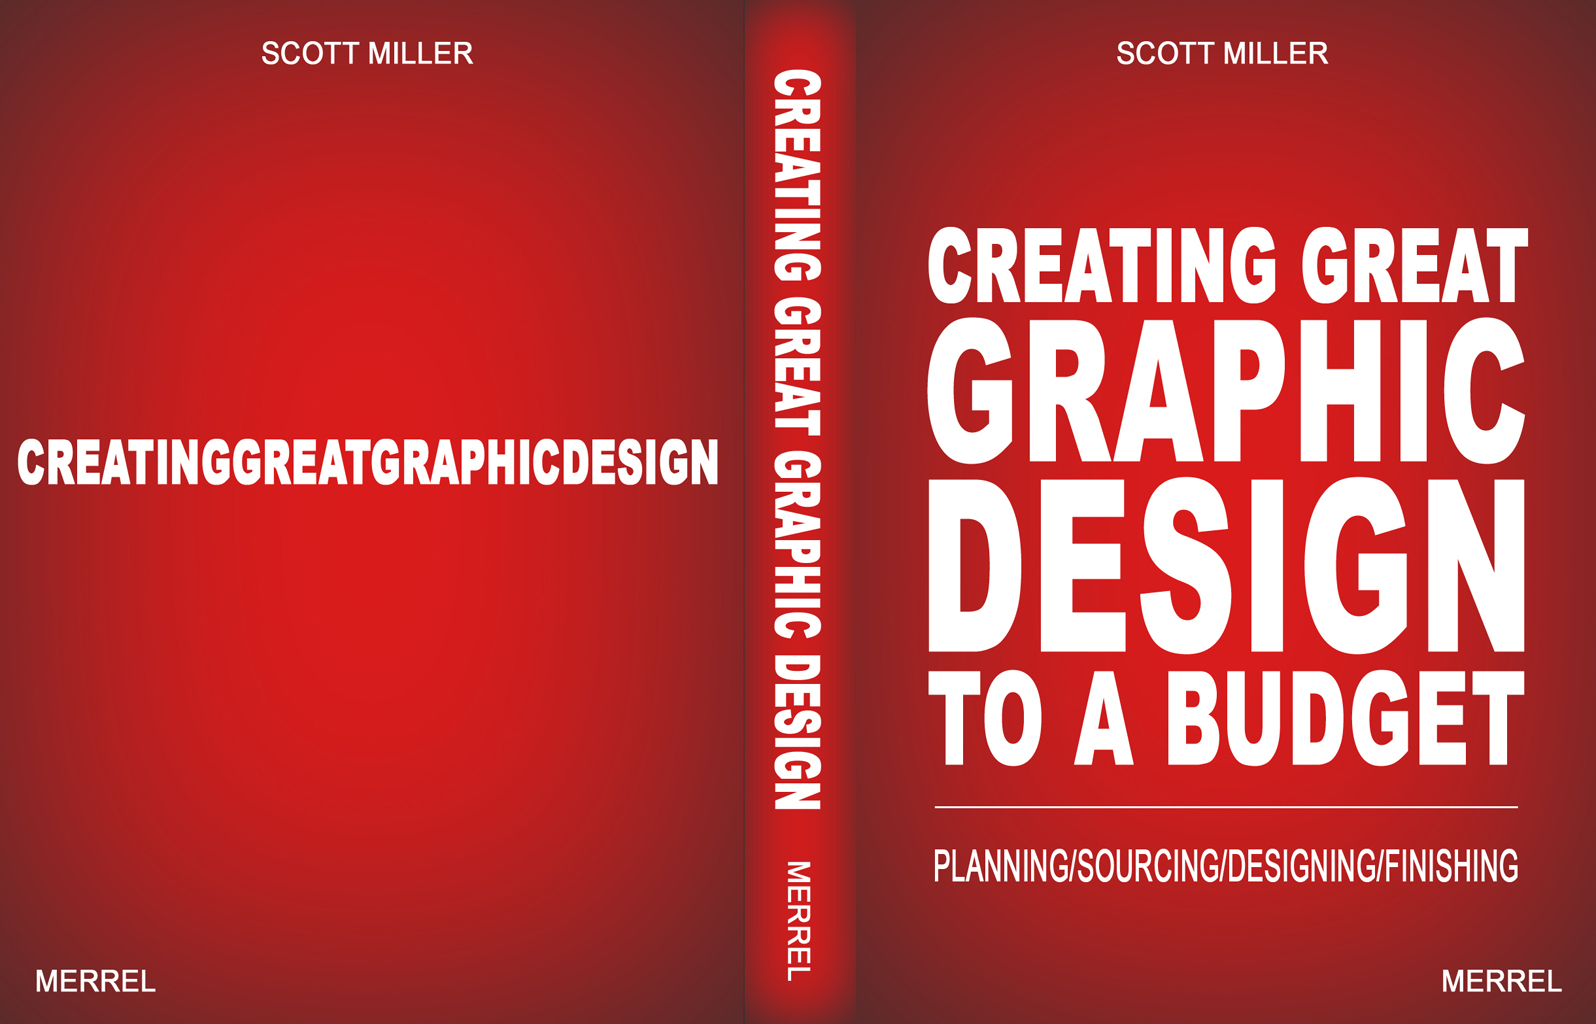 SCOTT MILLER
CREATINGGREATGRAPHICDESIGN
MERREL
CREATING GREAT GRAPHIC DESIGN
MERREL
SCOTT MILLER
CREATING GREAT
GRAPHIC
DESIGN
TO A BUDGET
PLANNING/SOURCING/DESIGNING/FINISHING
MERREL